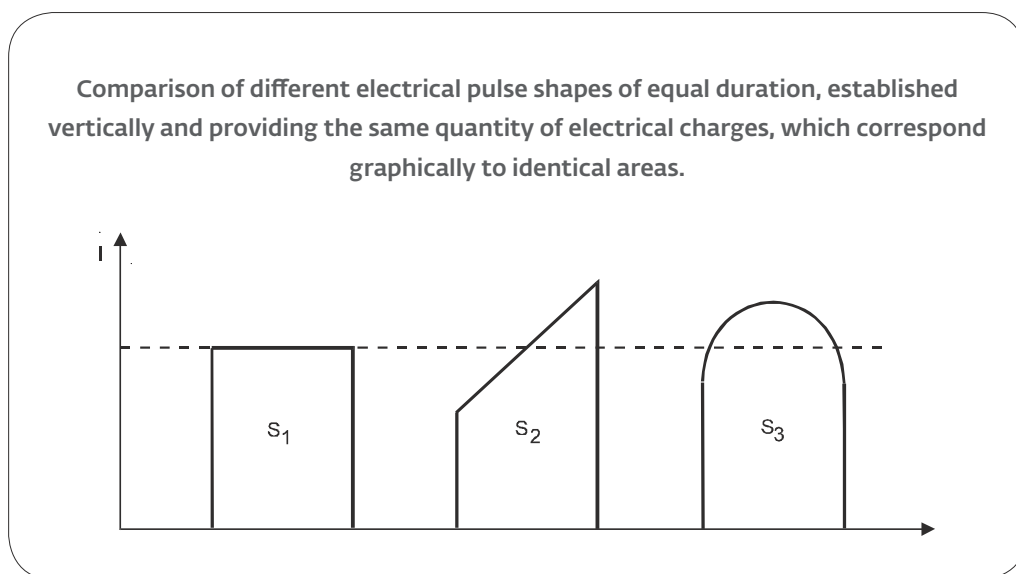 Comparison of different electrical pulse shapes of equal duration, established
vertically and providing the same quantity of electrical charges, which correspond
graphically to identical areas.
I
S1
S2
S3